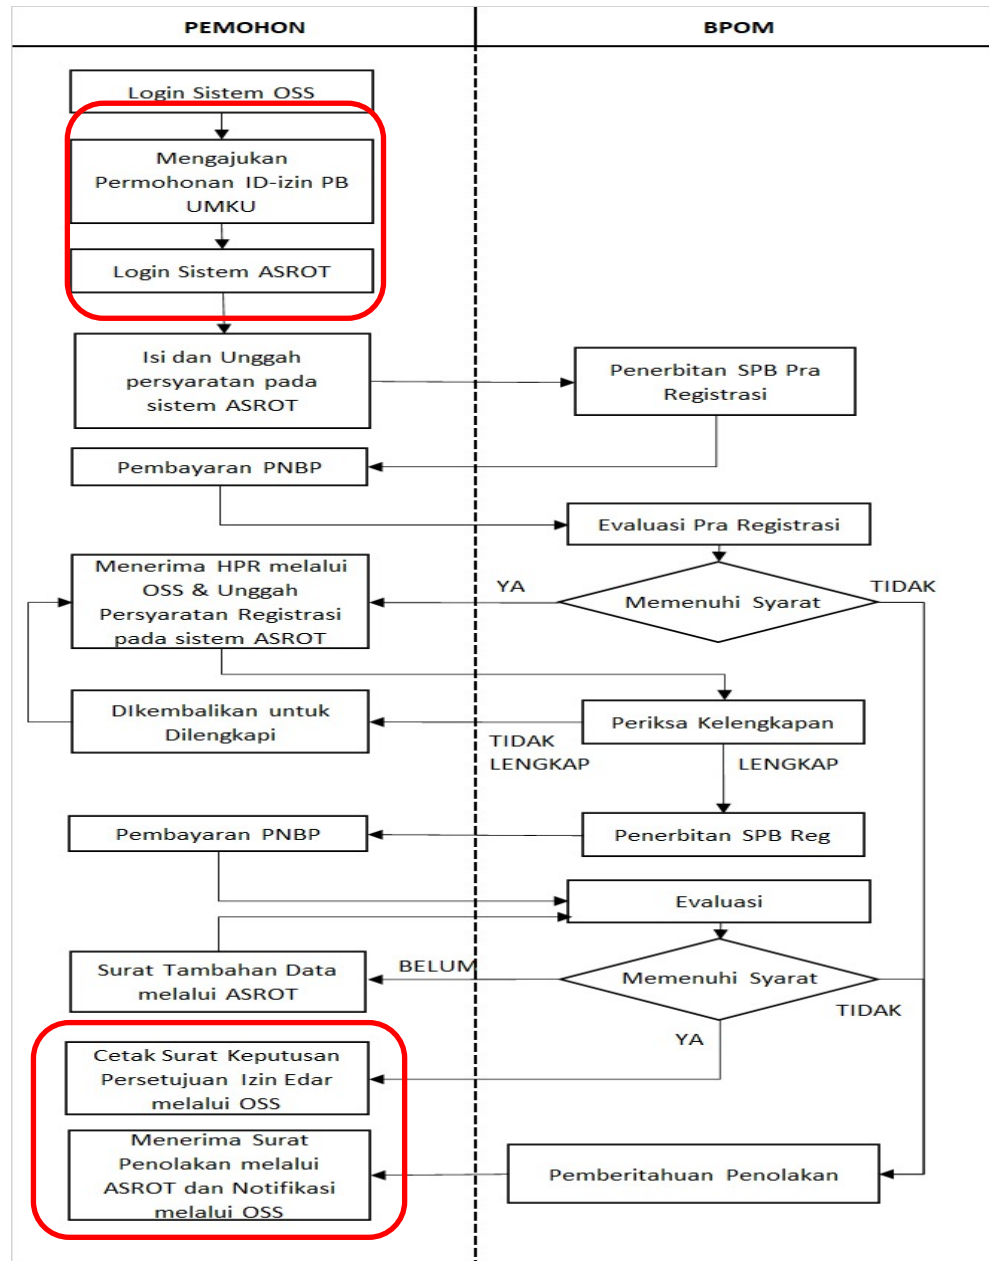 PEMOHON
BPOM
Login Sistem OSS
Mengajukan
Permohonan ID-izin PB
UMKU
Login Sistem ASROT
Isi dan Unggah
persyaratan pada
sistem ASROT
Penerbitan SPB Pra
Registrasi
Pembayaran PNBP
Evaluasi Pra Registrasi
Menerima HPR melalui
OSS & Unggah
Persyaratan Registrasi
pada sistem ASROT
YA
Memenuhi Syarat
TIDAK
DIkembalikan untuk
Dilengkapi
TIDAK
LENGKAP
Periksa Kelengkapan
LENGKAP
Pembayaran PNBP
Penerbitan SPB Reg
Evaluasi
Surat Tambahan Data
melalui ASROT
BELUM
Memenuhi Syarat
TIDAK
YA
Cetak Surat Keputusan
Persetujuan Izin Edar
melalui OSS
Menerima Surat
Penolakan melalui
ASROT dan Notifikasi
melalui OSS
Pemberitahuan Penolakan